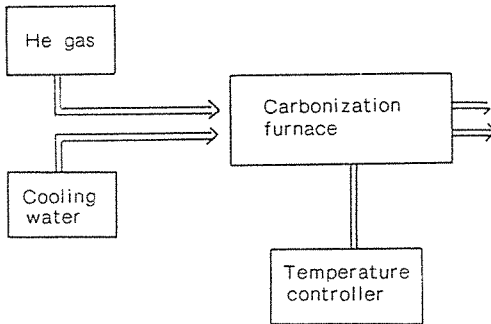 He gas
Carbonization
furnace
Cooling
water
Temperature
controller